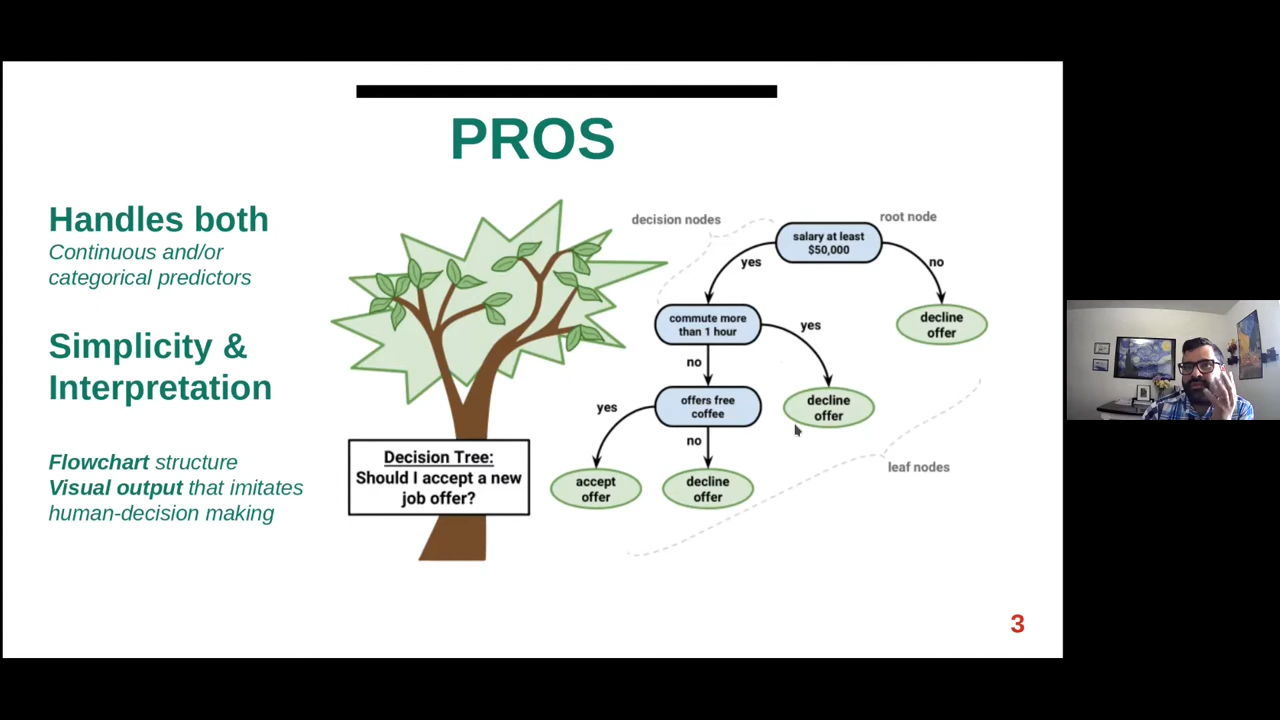 PROS
Handles both
Continuous and/or
categorical predictors
Simplicity &
Interpretation
Flowchart structure
Visual output that imitates
human-decision making
Decision Tree:
Should I accept a new
job offer?
decision nodes
root node
salary at least
$50,000
yes
no
commute more
than 1 hour
decline
offer
yes
no
offers free
coffee
decline
offer
yes
no
accept
offer
decline
offer
leaf nodes
3